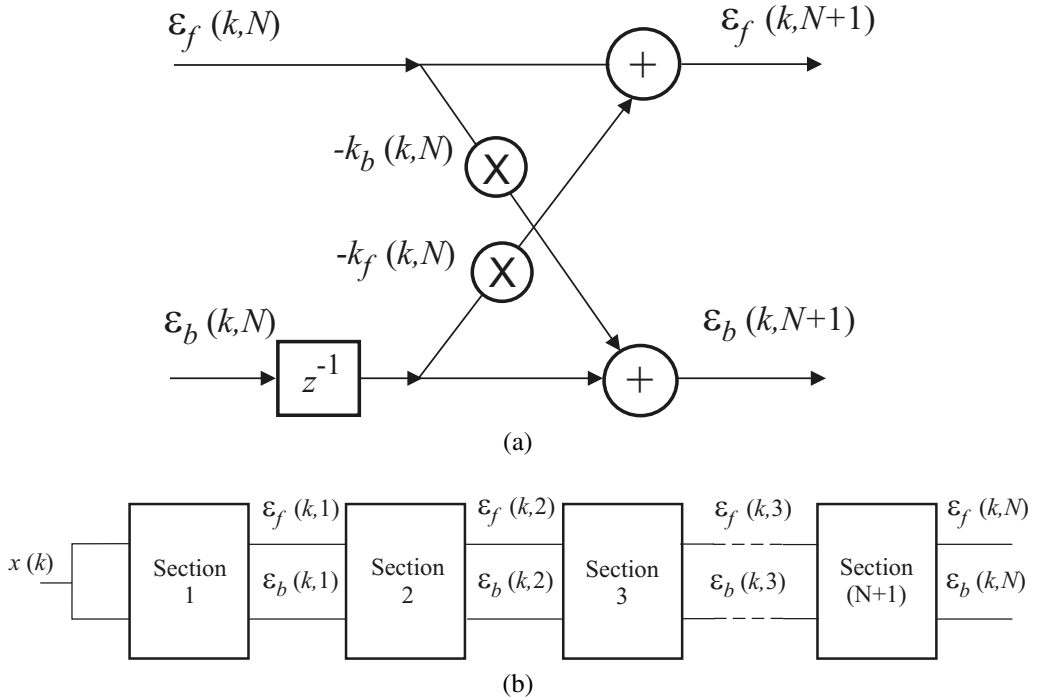 ε_f (k,N)
ε_f (k,N+1)
+
-k_b (k,N)
X
-k_f (k,N)
X
ε_b (k,N)
ε_b (k,N+1)
z^{-1}
+
(a)
ε_f (k,1)
ε_f (k,2)
ε_f (k,3)
ε_f (k,N)
x (k)
Section
1
Section
2
Section
3
Section
(N+1)
ε_b (k,1)
ε_b (k,2)
ε_b (k,3)
ε_b (k,N)
(b)